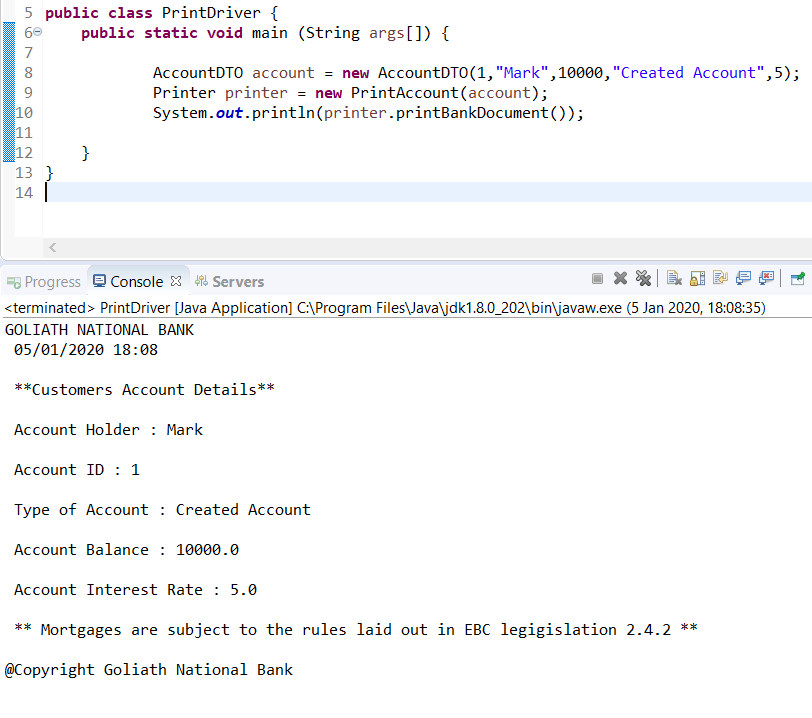 5 public class PrintDriver {
6 public static void main (String args[]) {
7
8 AccountDTO account = new AccountDTO(1,"Mark",10000,"Created Account",5);
9 Printer printer = new PrintAccount(account);
10 System.out.println(printer.printBankDocument());
11
12 }
13 }
14
Progress Console Servers
<terminated> PrintDriver [Java Application] C:\Program Files\Java\jdk1.8.0_202\bin\javaw.exe (5 Jan 2020, 18:08:35)
GOLIATH NATIONAL BANK
05/01/2020 18:08
**Customers Account Details**
Account Holder : Mark
Account ID : 1
Type of Account : Created Account
Account Balance : 10000.0
Account Interest Rate : 5.0
** Mortgages are subject to the rules laid out in EBC legigislation 2.4.2 **
@Copyright Goliath National Bank